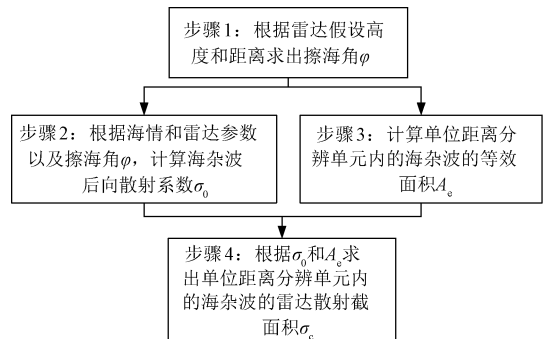 步骤1：根据雷达假设高
度和距离求出擦海角φ
步骤2：根据海情和雷达参数
以及擦海角φ，计算海杂波
后向散射系数σ₀
步骤3：计算单位距离分
辨单元内的海杂波的等效
面积Aₑ
步骤4：根据σ₀和Aₑ求
出单位距离分辨单元内
的海杂波的雷达散射截
面积σ꜀